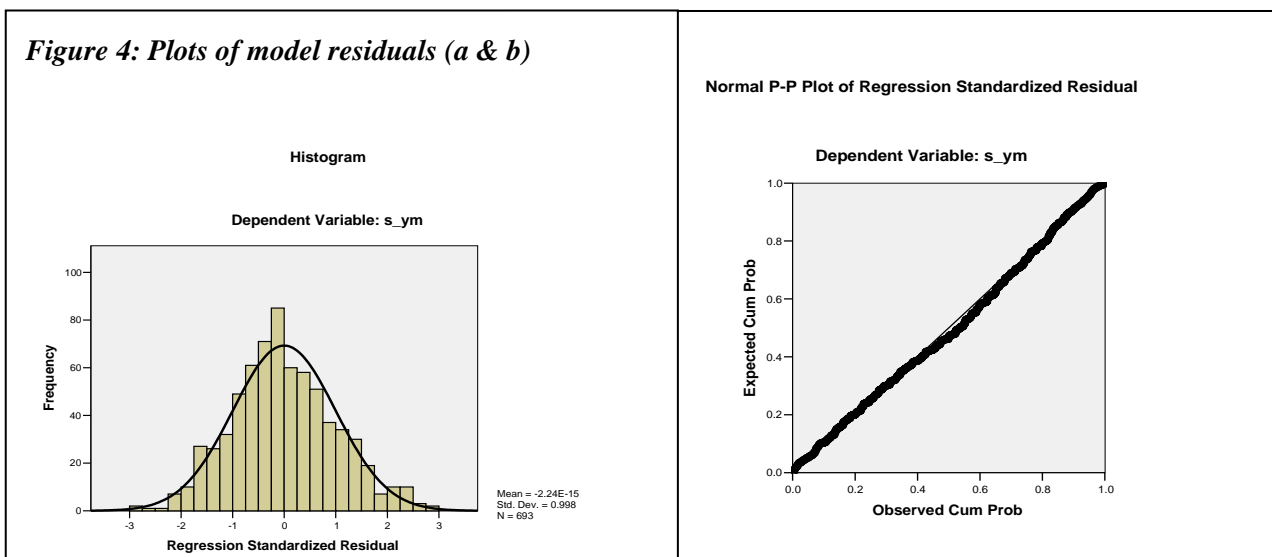 Figure 4: Plots of model residuals (a & b)
Histogram
Dependent Variable: s_ym
100
80
60
40
20
0
Frequency
-3 -2 -1 0 1 2 3
Regression Standardized Residual
Mean = -2.24E-15
Std. Dev. = 0.998
N = 693
Normal P-P Plot of Regression Standardized Residual
Dependent Variable: s_ym
1.0
0.8
0.6
0.4
0.2
0.0
Expected Cum Prob
0.0 0.2 0.4 0.6 0.8 1.0
Observed Cum Prob